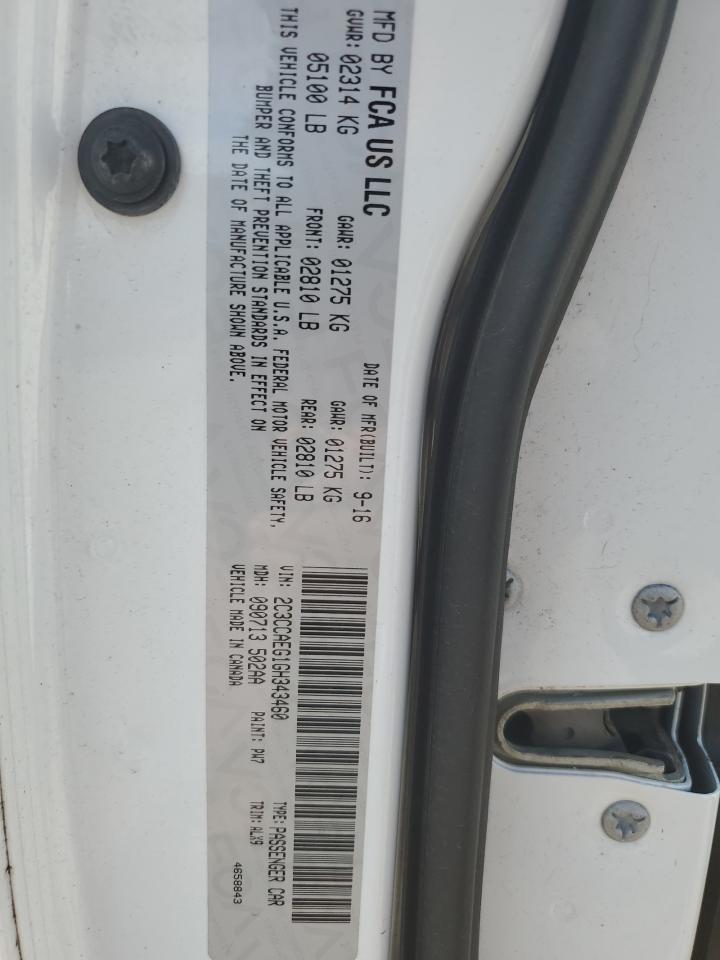 MFD BY FCA US LLC
DATE OF MFR(BUILT): 9-16
GVWR: 02314 KG GAWR: 01275 KG GAWR: 01275 KG
05100 LB FRONT: 02810 LB REAR: 02810 LB
THIS VEHICLE CONFORMS TO ALL APPLICABLE U.S.A. FEDERAL MOTOR VEHICLE SAFETY,
BUMPER AND THEFT PREVENTION STANDARDS IN EFFECT ON
THE DATE OF MANUFACTURE SHOWN ABOVE.
VIN: 2C3CCAEG1GH343460 TYPE: PASSENGER CAR
MDH: 090713 502AA PAINT: PW7 TRIM: ALX9
VEHICLE MADE IN CANADA 4658843